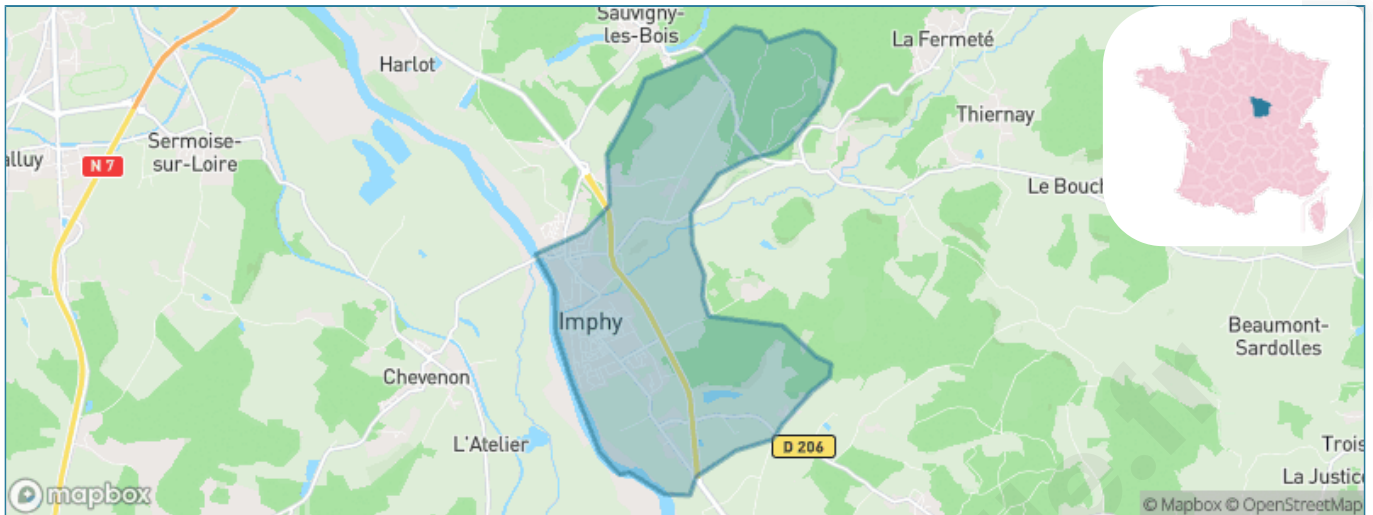 Sauvigny-
les-Bois
La Fermeté
Harlot
Thiernay
Sermoise-
sur-Loire
alluy
N 7
Le Bouch
Imphy
Beaumont-
Sardolles
Chevenon
L'Atelier
D 206
Trois
La Justice
mapbox
© Mapbox © OpenStreetMap